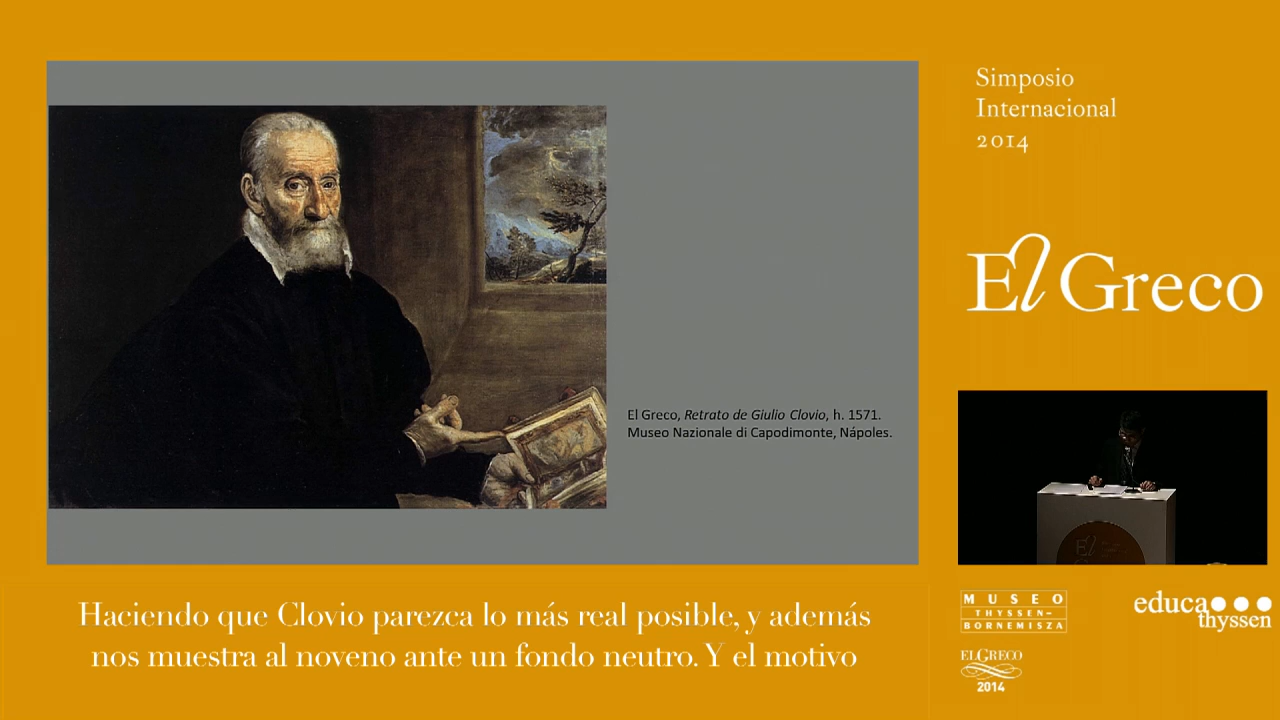 Simposio
Internacional
2014
El Greco
El Greco, Retrato de Giulio Clovio, h. 1571.
Museo Nazionale di Capodimonte, Nápoles.
El
Haciendo que Clovio parezca lo más real posible, y además
nos muestra al noveno ante un fondo neutro. Y el motivo
MUSEO
THYSSEN-
BORNEMISZA
educa
thyssen
ELGRECO
2014